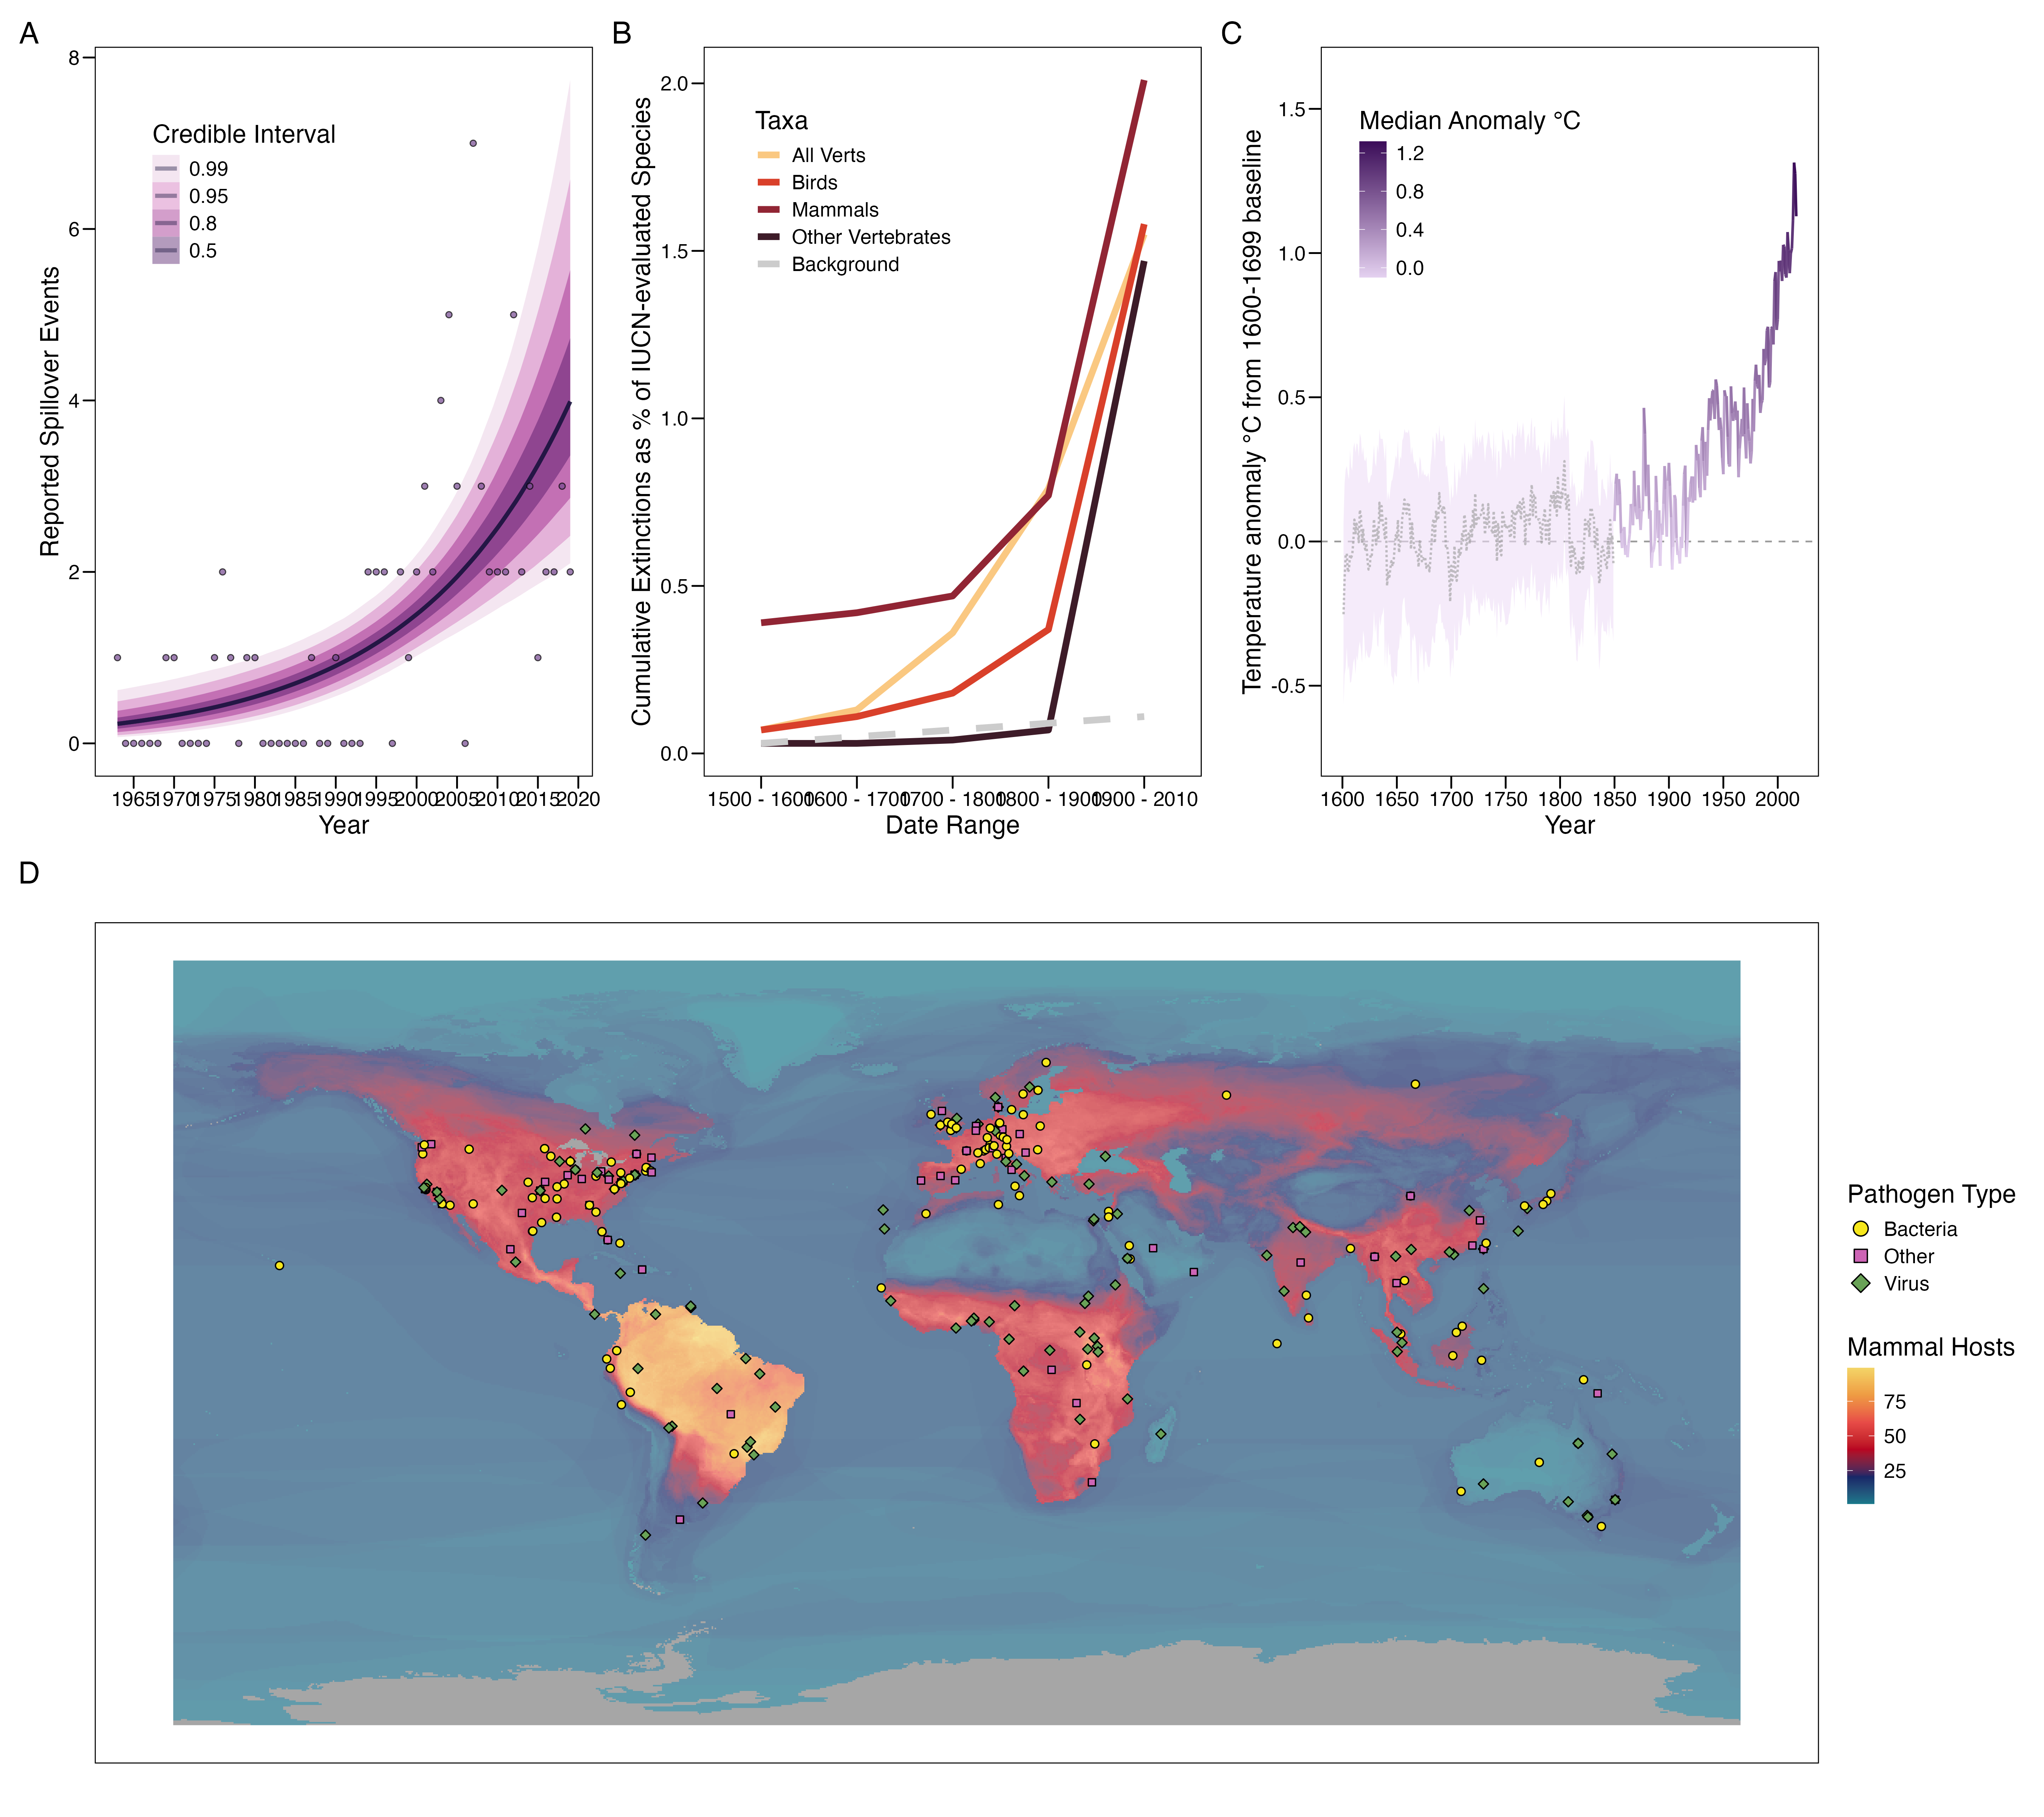 A
B
C
8
6
4
2
0
Reported Spillover Events
Credible Interval
0.99
0.95
0.8
0.5
1965 1970 1975 1980 1985 1990 1995 2000 2005 2010 2015 2020
Year
2.0
1.5
1.0
0.5
0.0
Cumulative Extinctions as % of IUCN-evaluated Species
Taxa
All Verts
Birds
Mammals
Other Vertebrates
Background
1500 - 1600 1600 - 1700 1700 - 1800 1800 - 1900 1900 - 2010
Date Range
1.5
1.0
0.5
0.0
-0.5
Temperature anomaly °C from 1600-1699 baseline
Median Anomaly °C
1.2
0.8
0.4
0.0
1600 1650 1700 1750 1800 1850 1900 1950 2000
Year
D
Pathogen Type
Bacteria
Other
Virus
Mammal Hosts
75
50
25